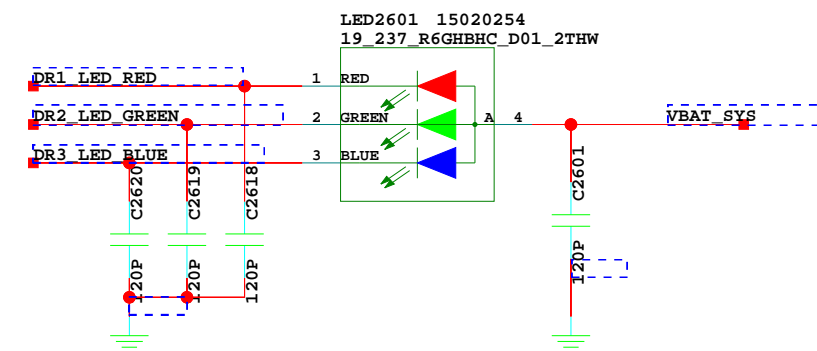 LED2601 15020254
19_237_R6GHBHC_D01_2THW
DR1_LED_RED 1 RED
DR2_LED_GREEN 2 GREEN A 4 VBAT_SYS
DR3_LED_BLUE 3 BLUE
C2620 C2619 C2618 C2601
120P 120P 120P 120P